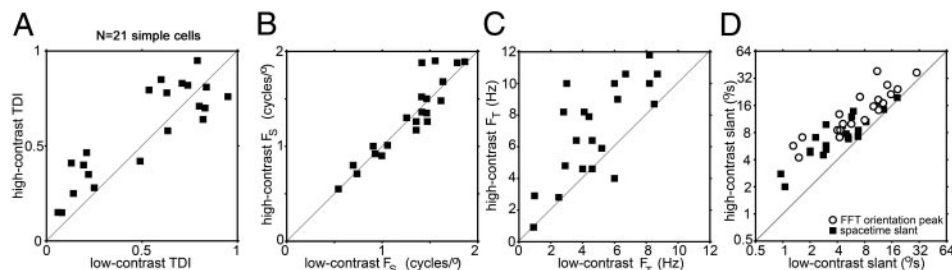 A
N=21 simple cells
high-contrast TDI
1
0.5
0
0
0.5
1
low-contrast TDI
B
high-contrast F_S (cycles/º)
2
1
0
0
1
2
low-contrast F_S (cycles/º)
C
high-contrast F_T (Hz)
12
10
8
6
4
2
0
0
4
8
12
low-contrast F_T (Hz)
D
high-contrast slant (º/s)
64
32
16
8
4
2
1
0.5
0.5
1
2
4
8
16
32
64
low-contrast slant (º/s)
FFT orientation peak
spacetime slant